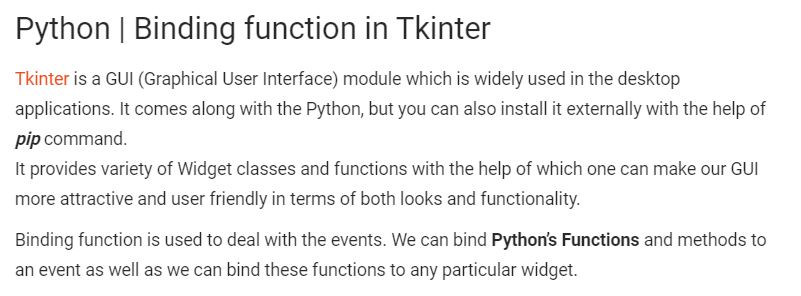 Python | Binding function in Tkinter
Tkinter is a GUI (Graphical User Interface) module which is widely used in the desktop
applications. It comes along with the Python, but you can also install it externally with the help of
pip command.
It provides variety of Widget classes and functions with the help of which one can make our GUI
more attractive and user friendly in terms of both looks and functionality.
Binding function is used to deal with the events. We can bind Python’s Functions and methods to
an event as well as we can bind these functions to any particular widget.